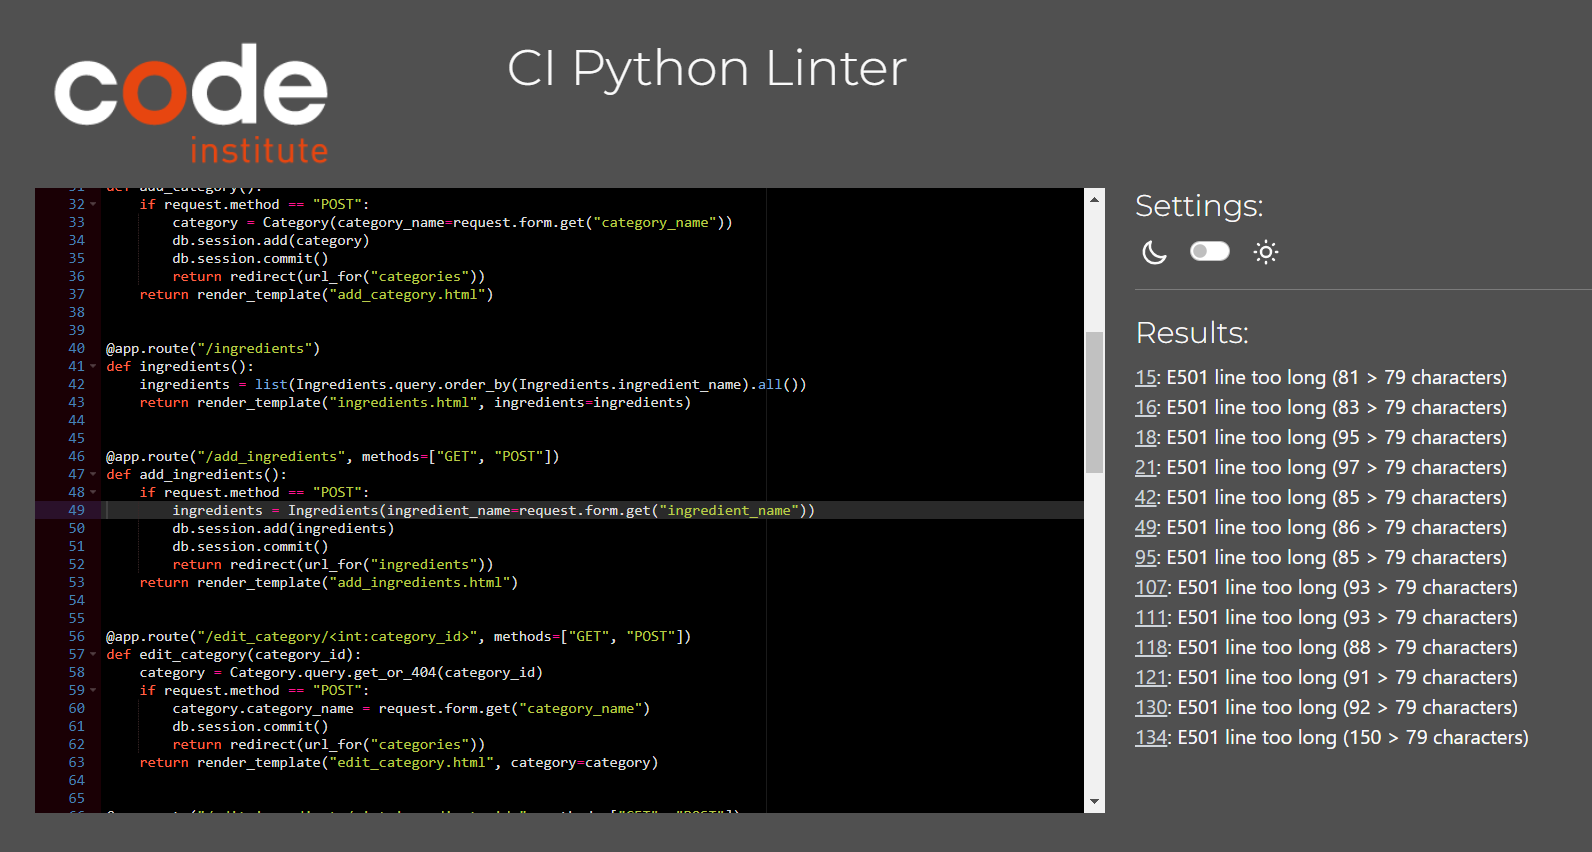 code
institute
CI Python Linter
32 if request.method == "POST":
33 category = Category(category_name=request.form.get("category_name"))
34 db.session.add(category)
35 db.session.commit()
36 return redirect(url_for("categories"))
37 return render_template("add_category.html")
38
39
40 @app.route("/ingredients")
41 def ingredients():
42 ingredients = list(Ingredients.query.order_by(Ingredients.ingredient_name).all())
43 return render_template("ingredients.html", ingredients=ingredients)
44
45
46 @app.route("/add_ingredients", methods=["GET", "POST"])
47 def add_ingredients():
48 if request.method == "POST":
49 ingredients = Ingredients(ingredient_name=request.form.get("ingredient_name"))
50 db.session.add(ingredients)
51 db.session.commit()
52 return redirect(url_for("ingredients"))
53 return render_template("add_ingredients.html")
54
55
56 @app.route("/edit_category/<int:category_id>", methods=["GET", "POST"])
57 def edit_category(category_id):
58 category = Category.query.get_or_404(category_id)
59 if request.method == "POST":
60 category.category_name = request.form.get("category_name")
61 db.session.commit()
62 return redirect(url_for("categories"))
63 return render_template("edit_category.html", category=category)
64
65
Settings:
Results:
15: E501 line too long (81 > 79 characters)
16: E501 line too long (83 > 79 characters)
18: E501 line too long (95 > 79 characters)
21: E501 line too long (97 > 79 characters)
42: E501 line too long (85 > 79 characters)
49: E501 line too long (86 > 79 characters)
95: E501 line too long (85 > 79 characters)
107: E501 line too long (93 > 79 characters)
111: E501 line too long (93 > 79 characters)
118: E501 line too long (88 > 79 characters)
121: E501 line too long (91 > 79 characters)
130: E501 line too long (92 > 79 characters)
134: E501 line too long (150 > 79 characters)